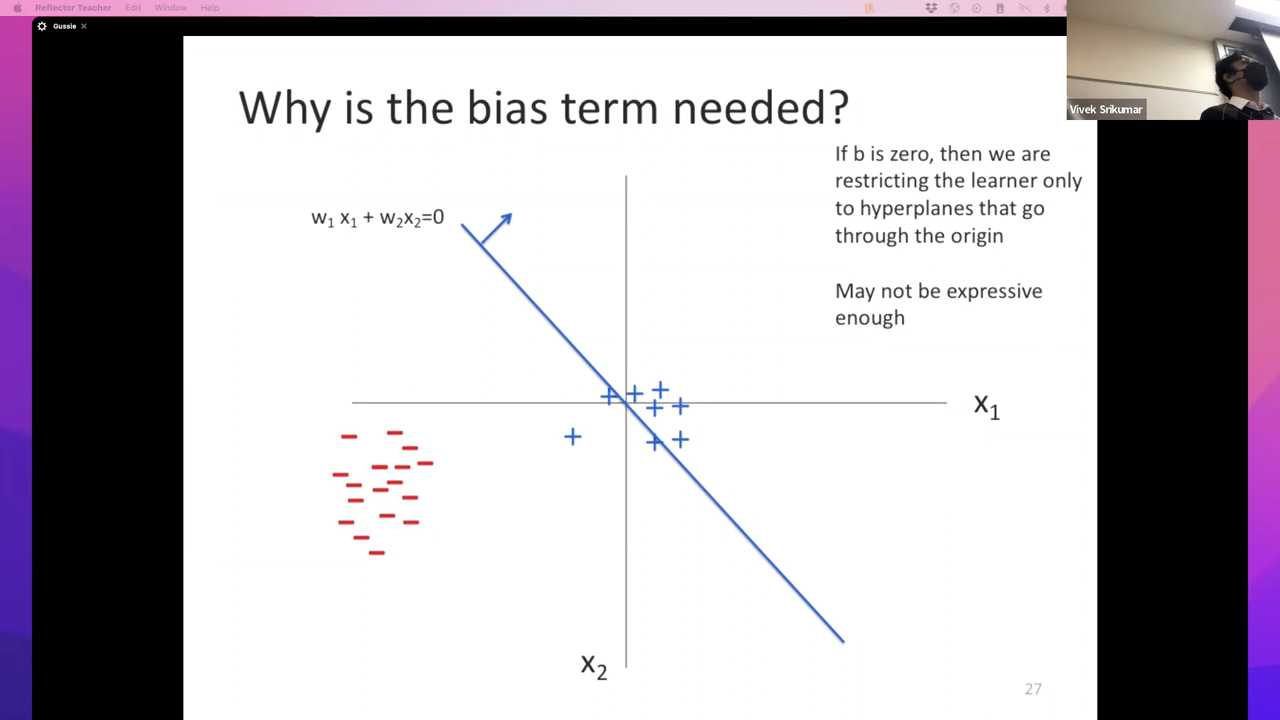 Reflector Teacher Edit Window Help
Gussie
Vivek Srikumar
Why is the bias term needed?
If b is zero, then we are
restricting the learner only
to hyperplanes that go
through the origin
w₁ x₁ + w₂x₂=0
May not be expressive
enough
x₁
x₂
27